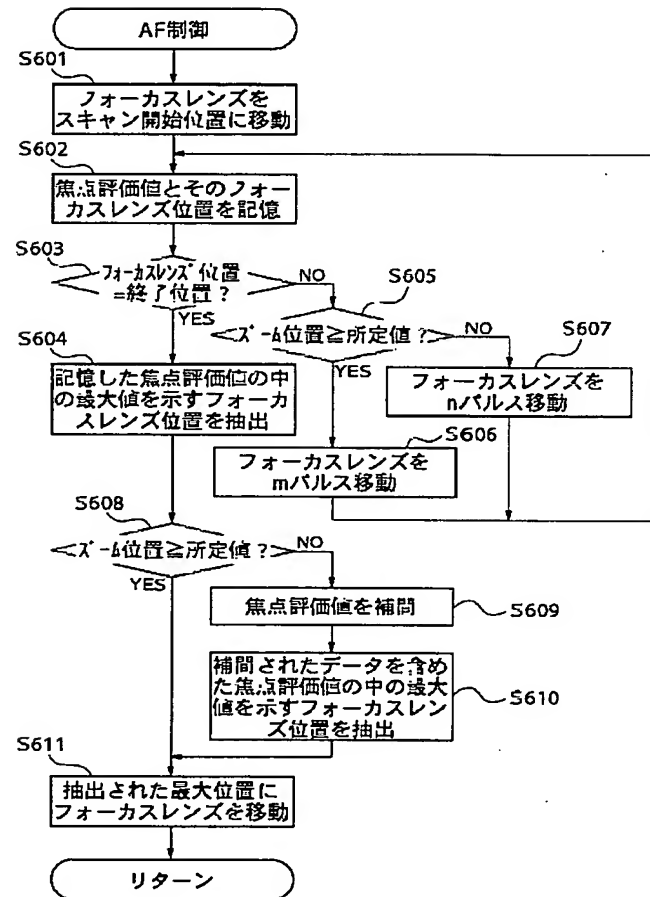 AF制御
S601
フォーカスレンズを
スキャン開始位置に移動
S602
焦点評価値とそのフォー
カスレンズ位置を記憶
S603
フォーカスレンズ位置
=終了位置?
NO
YES
S605
ズーム位置≧所定値?
NO
YES
S604
記憶した焦点評価値の中
の最大値を示すフォーカ
スレンズ位置を抽出
S607
フォーカスレンズを
nパルス移動
S606
フォーカスレンズを
mパルス移動
S608
ズーム位置≧所定値?
NO
YES
焦点評価値を補間
S609
補間されたデータを含め
た焦点評価値の中の最大
値を示すフォーカスレン
ズ位置を抽出
S610
S611
抽出された最大位置に
フォーカスレンズを移動
リターン